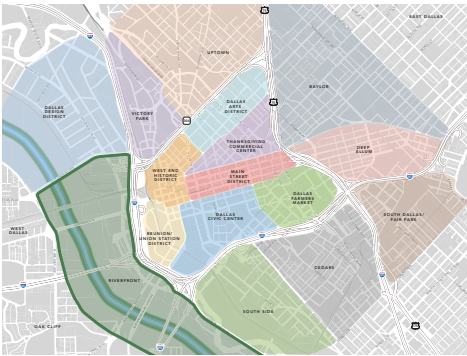 EAST DALLAS
UPTOWN
BAYLOR
DALLAS
DESIGN
DISTRICT
VICTORY
PARK
DALLAS
ARTS
DISTRICT
THANKSGIVING
COMMERCIAL
CENTER
DEEP
ELLUM
WEST END
HISTORIC
DISTRICT
MAIN
STREET
DISTRICT
DALLAS
FARMERS
MARKET
DALLAS
CIVIC CENTER
SOUTH DALLAS/
FAIR PARK
WEST
DALLAS
REUNION/
UNION STATION
DISTRICT
CEDARS
RIVERFRONT
SOUTH SIDE
OAK CLIFF